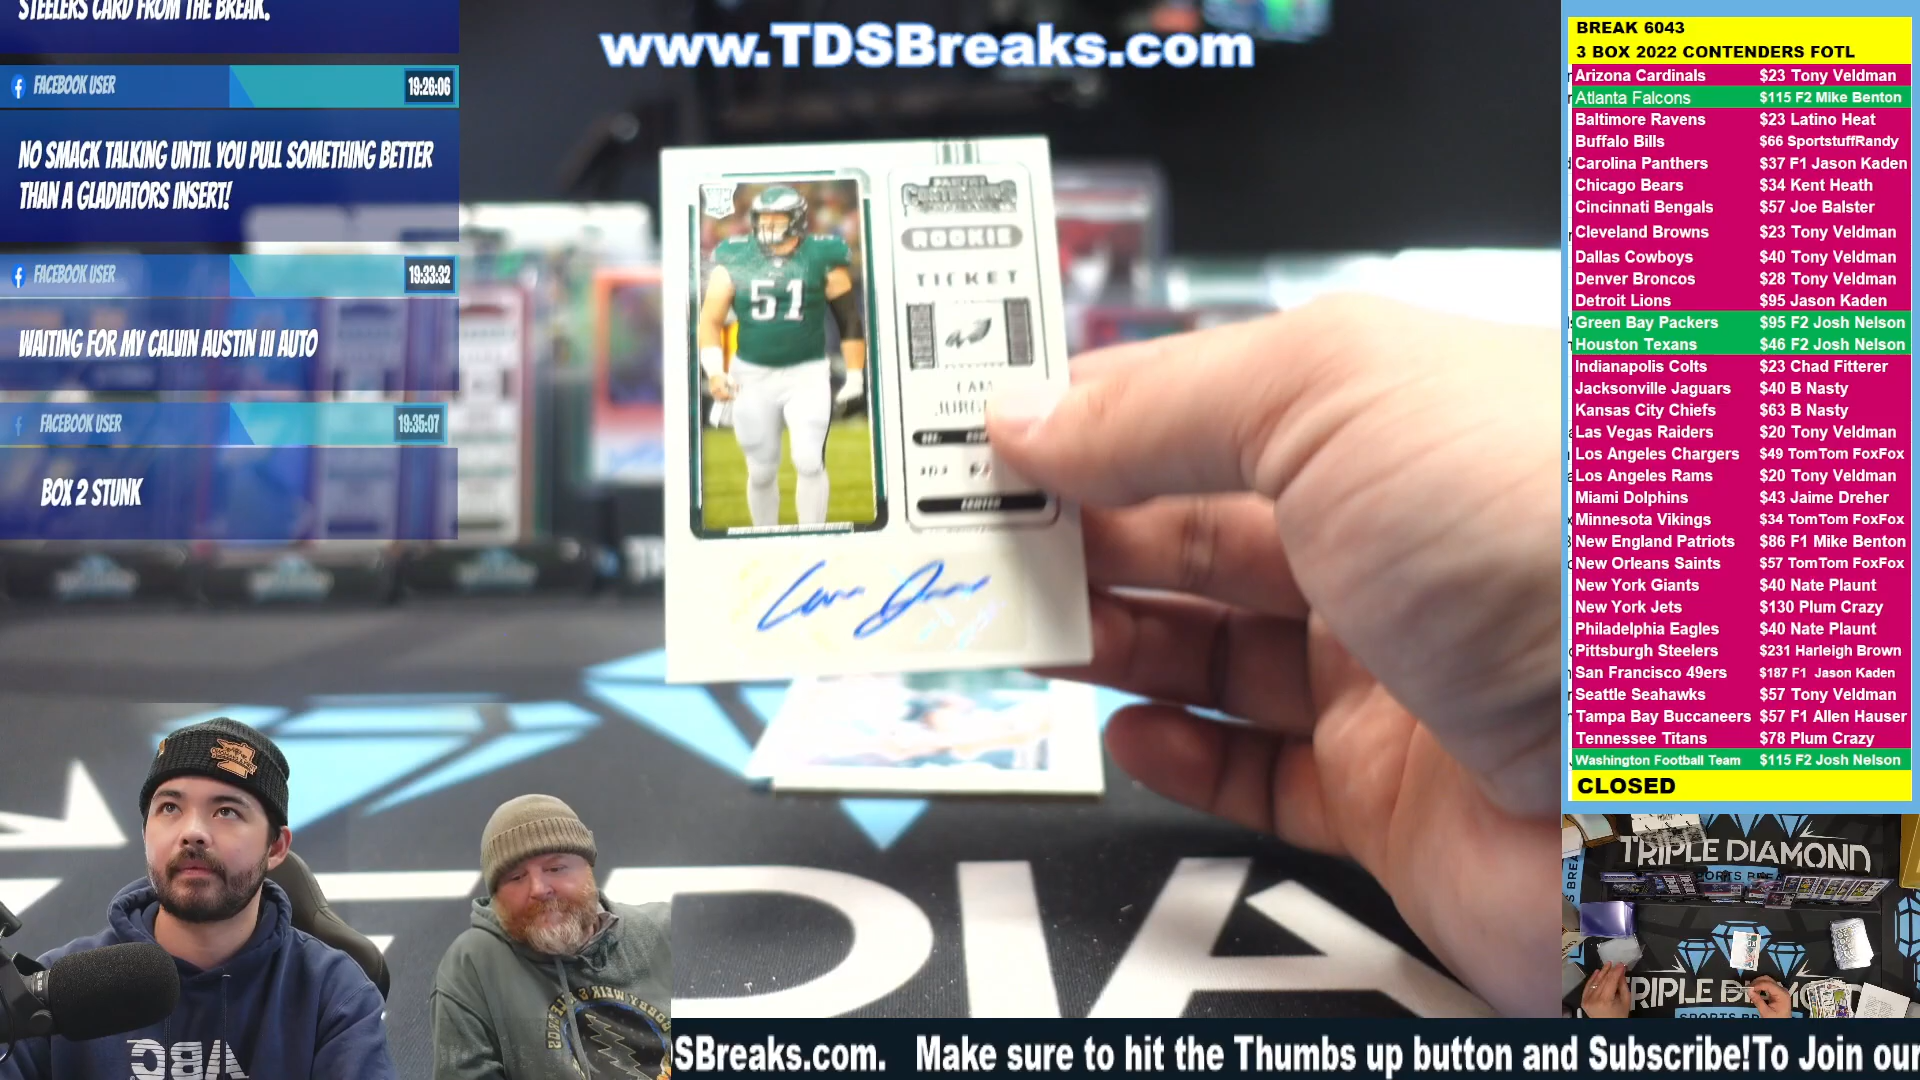 STEELERS CARD FROM THE BREAK.
FACEBOOK USER 19:26:06
NO SMACK TALKING UNTIL YOU PULL SOMETHING BETTER
THAN A GLADIATORS INSERT!
FACEBOOK USER 19:33:32
WAITING FOR MY CALVIN AUSTIN III AUTO
FACEBOOK USER 19:35:07
BOX 2 STUNK
www.TDSBreaks.com
CONTENDERS
ROOKIE
TICKET
51
CAM
CENTER
BREAK 6043
3 BOX 2022 CONTENDERS FOTL
Arizona Cardinals $23 Tony Veldman
Atlanta Falcons $115 F2 Mike Benton
Baltimore Ravens $23 Latino Heat
Buffalo Bills $66 SportstuffRandy
Carolina Panthers $37 F1 Jason Kaden
Chicago Bears $34 Kent Heath
Cincinnati Bengals $57 Joe Balster
Cleveland Browns $23 Tony Veldman
Dallas Cowboys $40 Tony Veldman
Denver Broncos $28 Tony Veldman
Detroit Lions $95 Jason Kaden
Green Bay Packers $95 F2 Josh Nelson
Houston Texans $46 F2 Josh Nelson
Indianapolis Colts $23 Chad Fitterer
Jacksonville Jaguars $40 B Nasty
Kansas City Chiefs $63 B Nasty
Las Vegas Raiders $20 Tony Veldman
Los Angeles Chargers $49 TomTom FoxFox
Los Angeles Rams $20 Tony Veldman
Miami Dolphins $43 Jaime Dreher
Minnesota Vikings $34 TomTom FoxFox
New England Patriots $86 F1 Mike Benton
New Orleans Saints $57 TomTom FoxFox
New York Giants $40 Nate Plaunt
New York Jets $130 Plum Crazy
Philadelphia Eagles $40 Nate Plaunt
Pittsburgh Steelers $231 Harleigh Brown
San Francisco 49ers $187 F1 Jason Kaden
Seattle Seahawks $57 Tony Veldman
Tampa Bay Buccaneers $57 F1 Allen Hauser
Tennessee Titans $78 Plum Crazy
Washington Football Team $115 F2 Josh Nelson
CLOSED
TRIPLE DIAMOND
TRIPLE DIAMOND
DIA
SBreaks.com. Make sure to hit the Thumbs up button and Subscribe!To Join our